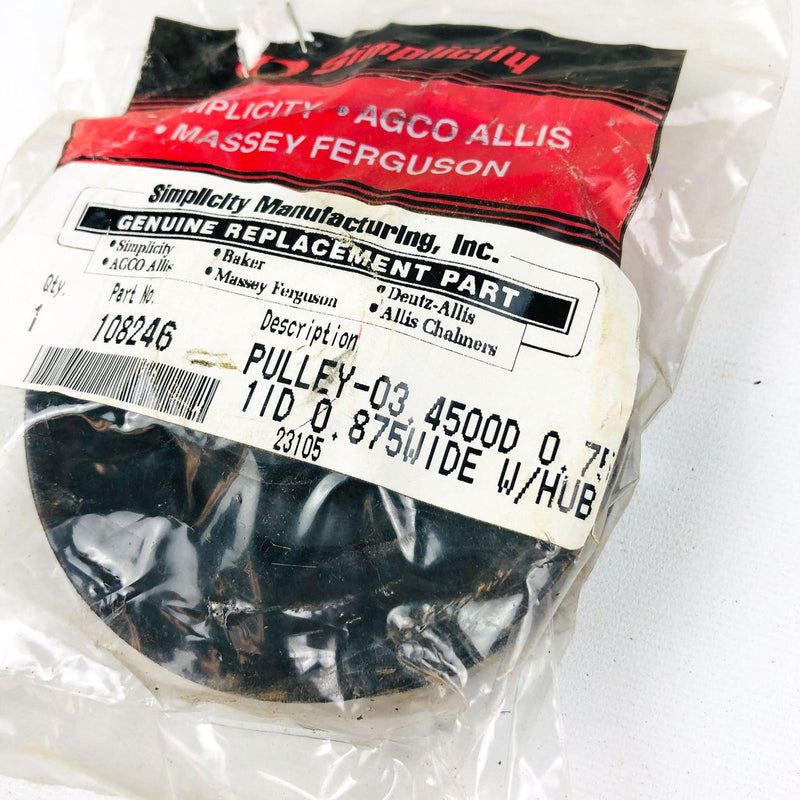 Simplicity
MPLICITY • AGCO ALLIS
• MASSEY FERGUSON
Simplicity Manufacturing, Inc.
GENUINE REPLACEMENT PART
• Simplicity • Baker • Deutz-Allis
• AGCO Allis • Massey Ferguson • Allis Chalmers
Qty. Part No. Description
1 108246 PULLEY-03.4500D 0.75
1ID 0.875WIDE W/HUB
23105